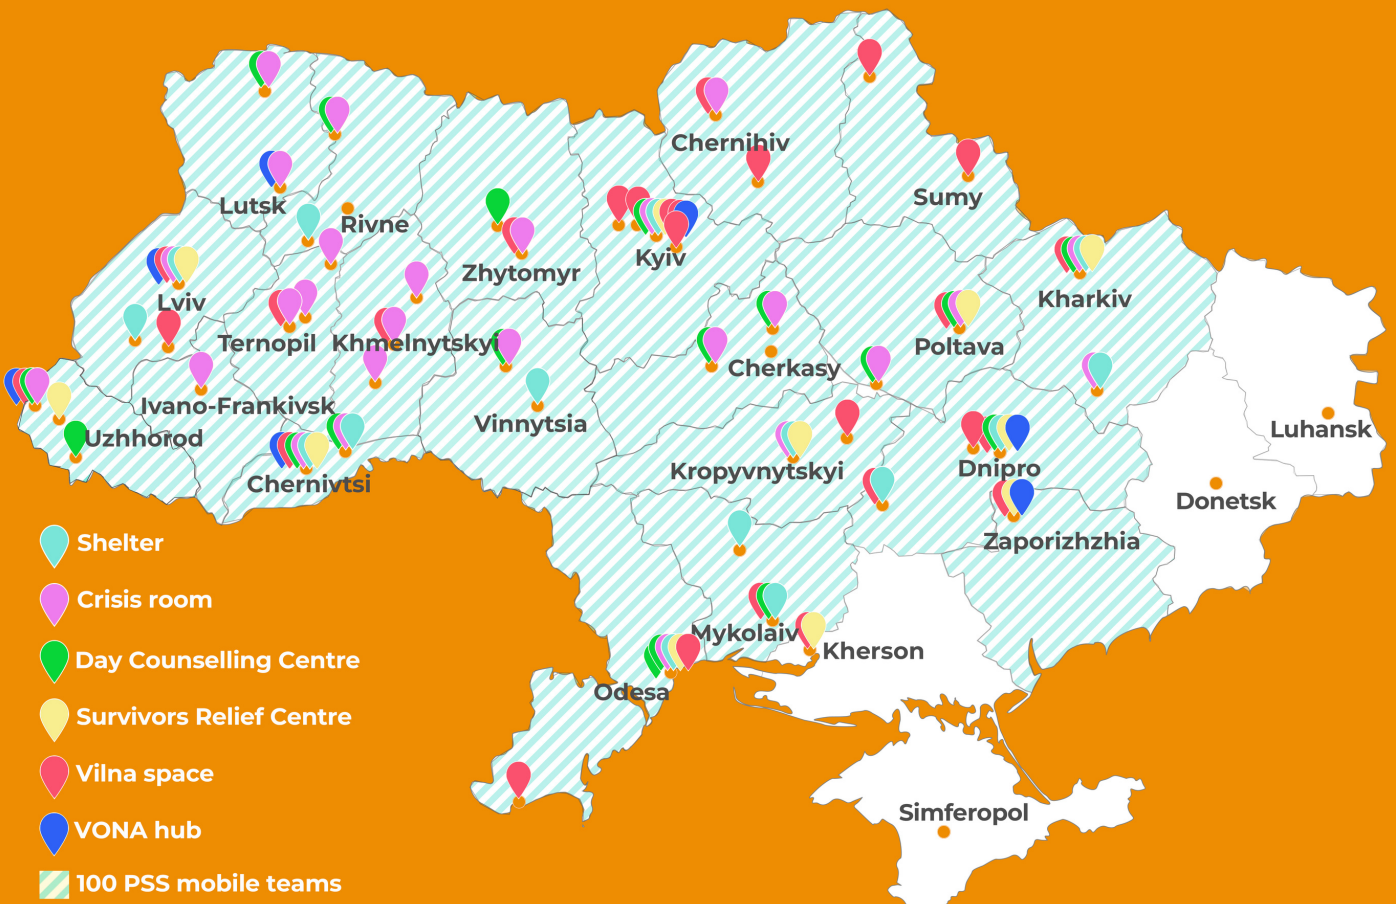 Chernihiv
Sumy
Lutsk
Rivne
Kyiv
Zhytomyr
Lviv
Kharkiv
Ternopil
Khmelnytskyi
Poltava
Cherkasy
Ivano-Frankivsk
Vinnytsia
Uzhhorod
Luhansk
Kropyvnytskyi
Dnipro
Chernivtsi
Donetsk
Zaporizhzhia
Mykolaiv
Kherson
Odesa
Simferopol
Shelter
Crisis room
Day Counselling Centre
Survivors Relief Centre
Vilna space
VONA hub
100 PSS mobile teams